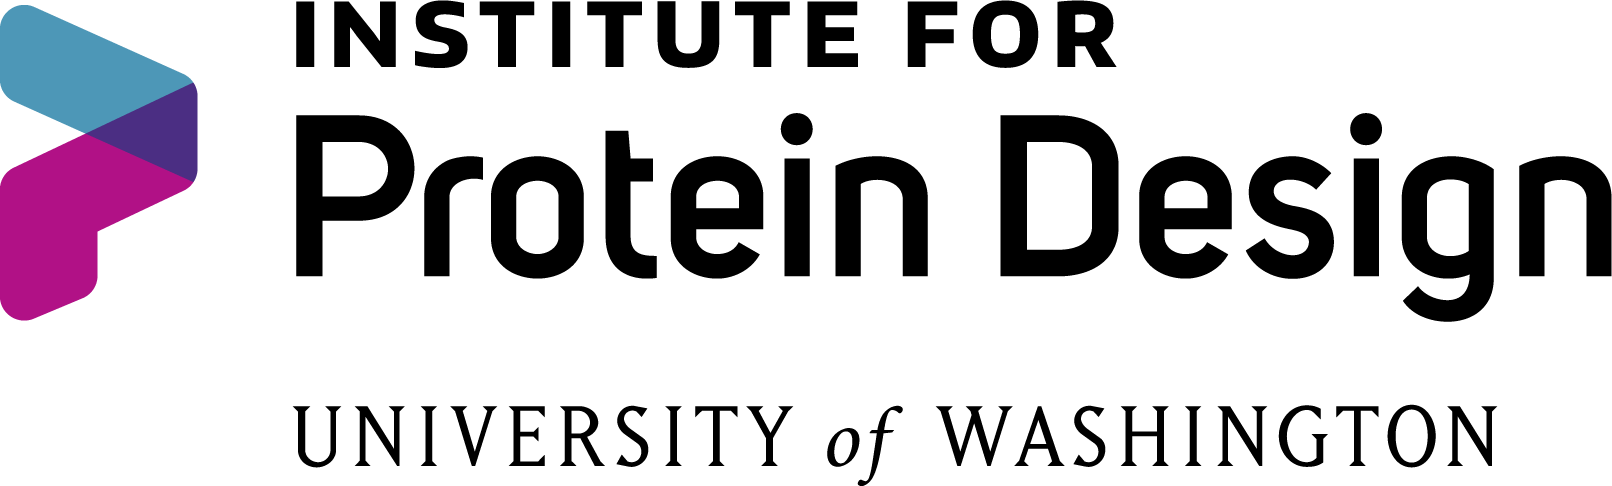 INSTITUTE FOR
Protein Design
UNIVERSITY of WASHINGTON